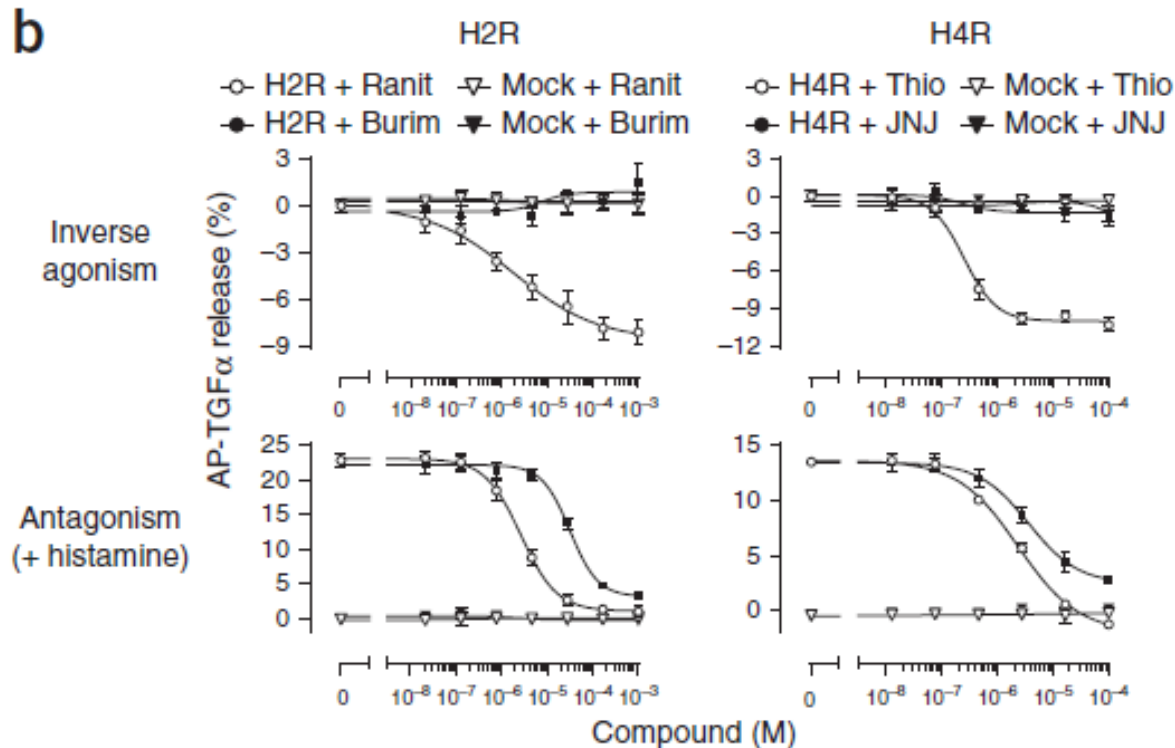 b
H2R
H4R
H2R + Ranit Mock + Ranit
H2R + Burim Mock + Burim
H4R + Thio Mock + Thio
H4R + JNJ Mock + JNJ
Inverse
agonism
Antagonism
(+ histamine)
AP-TGFα release (%)
3
0
−3
−6
−9
0 10⁻⁸ 10⁻⁷ 10⁻⁶ 10⁻⁵ 10⁻⁴ 10⁻³
3
0
−3
−6
−9
−12
0 10⁻⁸ 10⁻⁷ 10⁻⁶ 10⁻⁵ 10⁻⁴
25
20
15
10
5
0
0 10⁻⁸ 10⁻⁷ 10⁻⁶ 10⁻⁵ 10⁻⁴ 10⁻³
15
10
5
0
0 10⁻⁸ 10⁻⁷ 10⁻⁶ 10⁻⁵ 10⁻⁴
Compound (M)